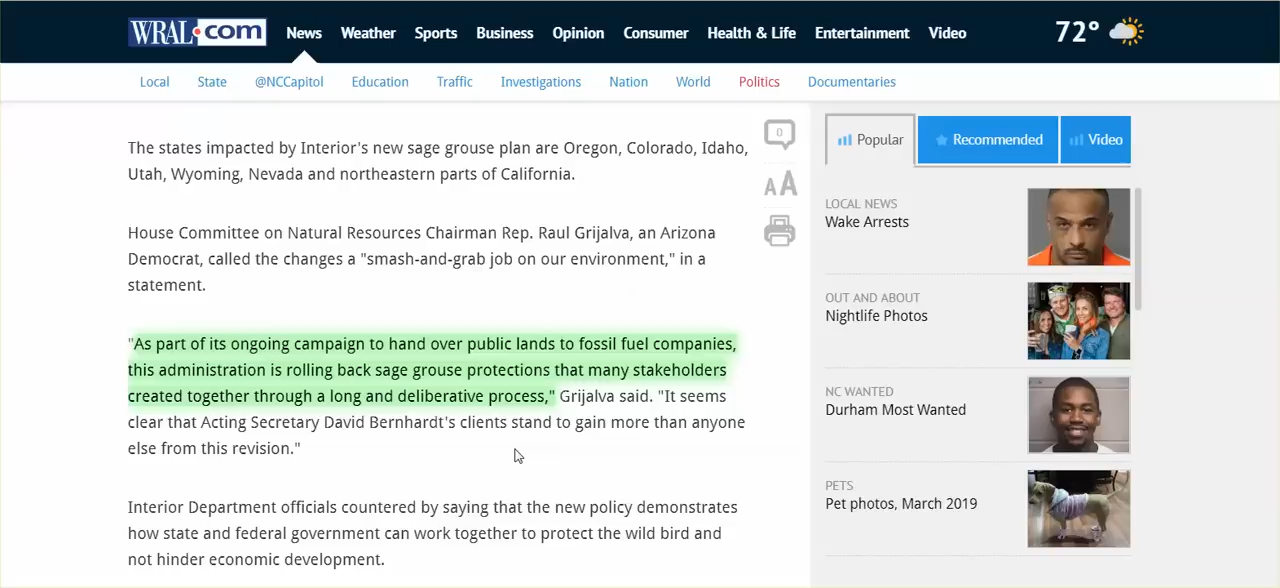 WRAL.com News Weather Sports Business Opinion Consumer Health & Life Entertainment Video 72°
Local State @NCCapitol Education Traffic Investigations Nation World Politics Documentaries
The states impacted by Interior's new sage grouse plan are Oregon, Colorado, Idaho,
Utah, Wyoming, Nevada and northeastern parts of California.
House Committee on Natural Resources Chairman Rep. Raul Grijalva, an Arizona
Democrat, called the changes a "smash-and-grab job on our environment," in a
statement.
"As part of its ongoing campaign to hand over public lands to fossil fuel companies,
this administration is rolling back sage grouse protections that many stakeholders
created together through a long and deliberative process," Grijalva said. "It seems
clear that Acting Secretary David Bernhardt's clients stand to gain more than anyone
else from this revision."
Interior Department officials countered by saying that the new policy demonstrates
how state and federal government can work together to protect the wild bird and
not hinder economic development.
0
AA
Popular Recommended Video
LOCAL NEWS
Wake Arrests
OUT AND ABOUT
Nightlife Photos
NC WANTED
Durham Most Wanted
PETS
Pet photos, March 2019